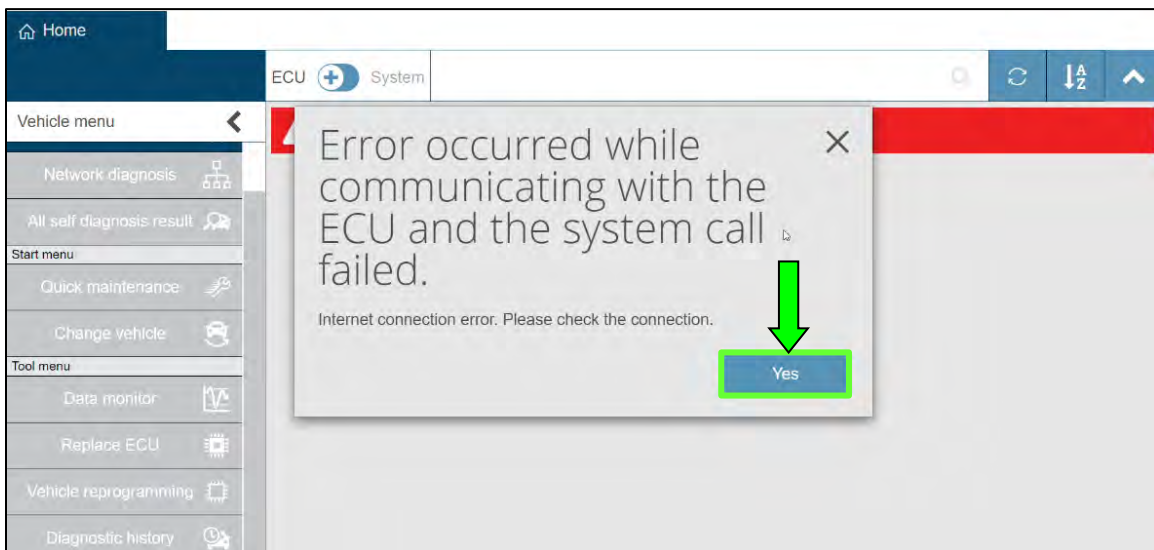 Home
ECU System
Vehicle menu
Network diagnosis
All self diagnosis result
Start menu
Quick maintenance
Change vehicle
Tool menu
Data monitor
Replace ECU
Vehicle reprogramming
Diagnostic history
A
Z
Error occurred while
communicating with the
ECU and the system call
failed.
Internet connection error. Please check the connection.
Yes